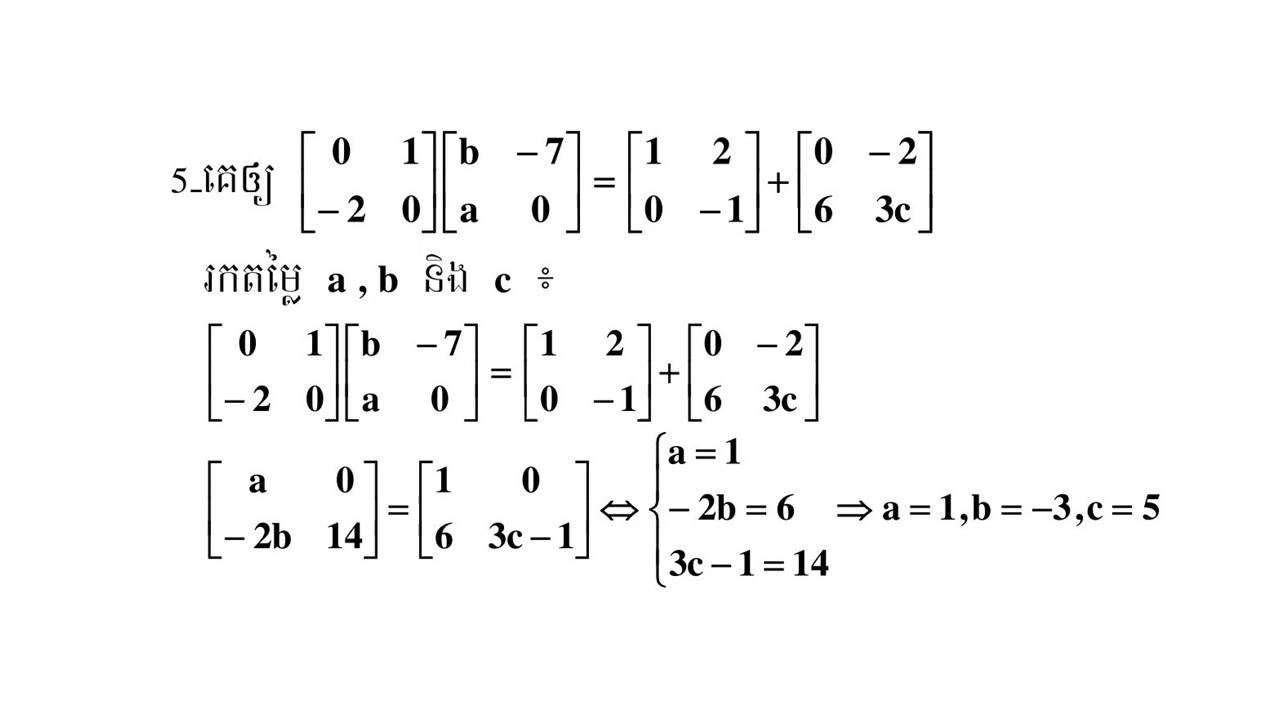 5_គេឲ្យ [0 1; −2 0][b −7; a 0] = [1 2; 0 −1] + [0 −2; 6 3c]
រកតម្លៃ a , b និង c ៖
[0 1; −2 0][b −7; a 0] = [1 2; 0 −1] + [0 −2; 6 3c]
[a 0; −2b 14] = [1 0; 6 3c−1] ⇔ {a = 1; −2b = 6; 3c − 1 = 14 ⇒ a = 1,b = −3,c = 5